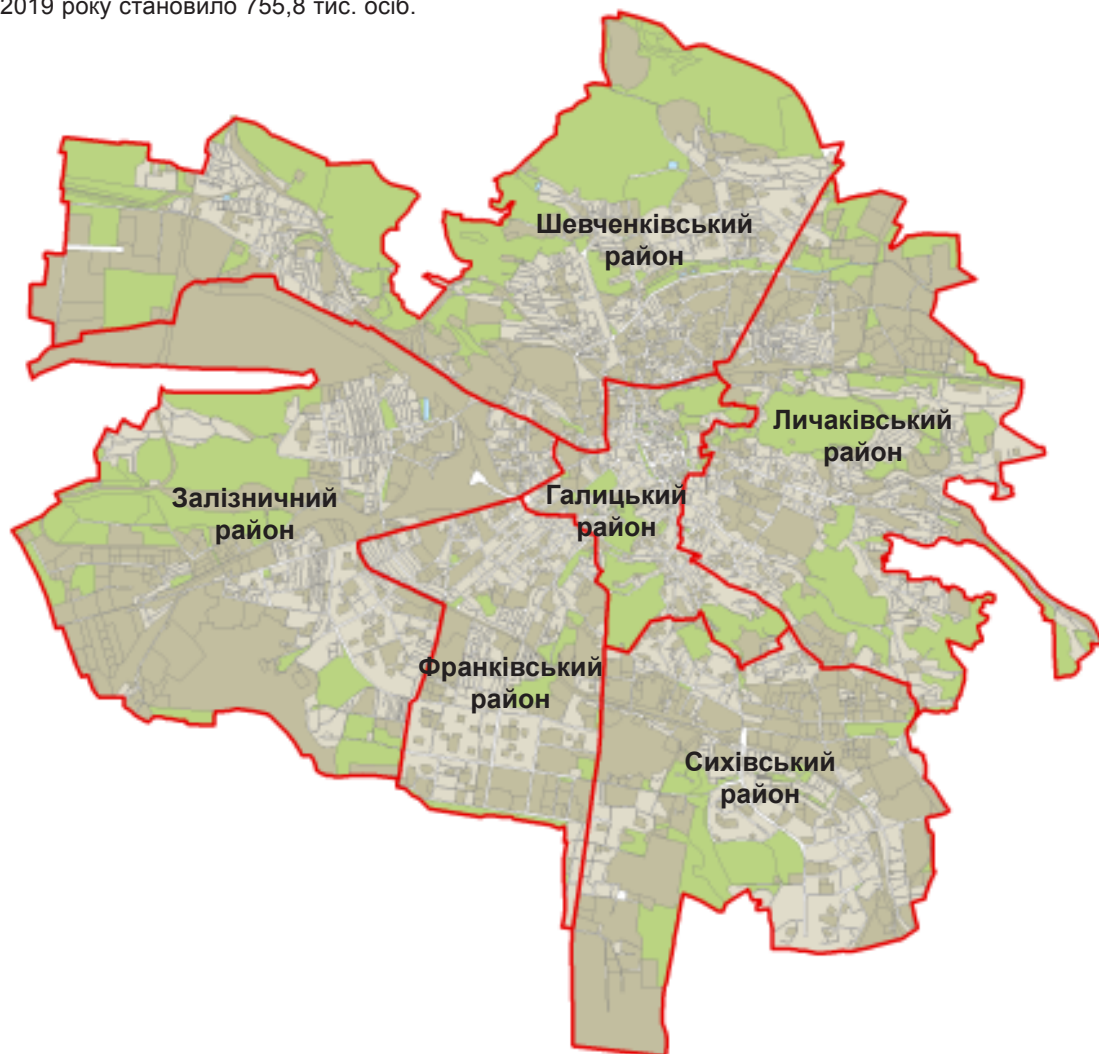 2019 року становило 755,8 тис. осіб.
Шевченківський
район
Личаківський
район
Залізничний
район
Галицький
район
Франківський
район
Сихівський
район